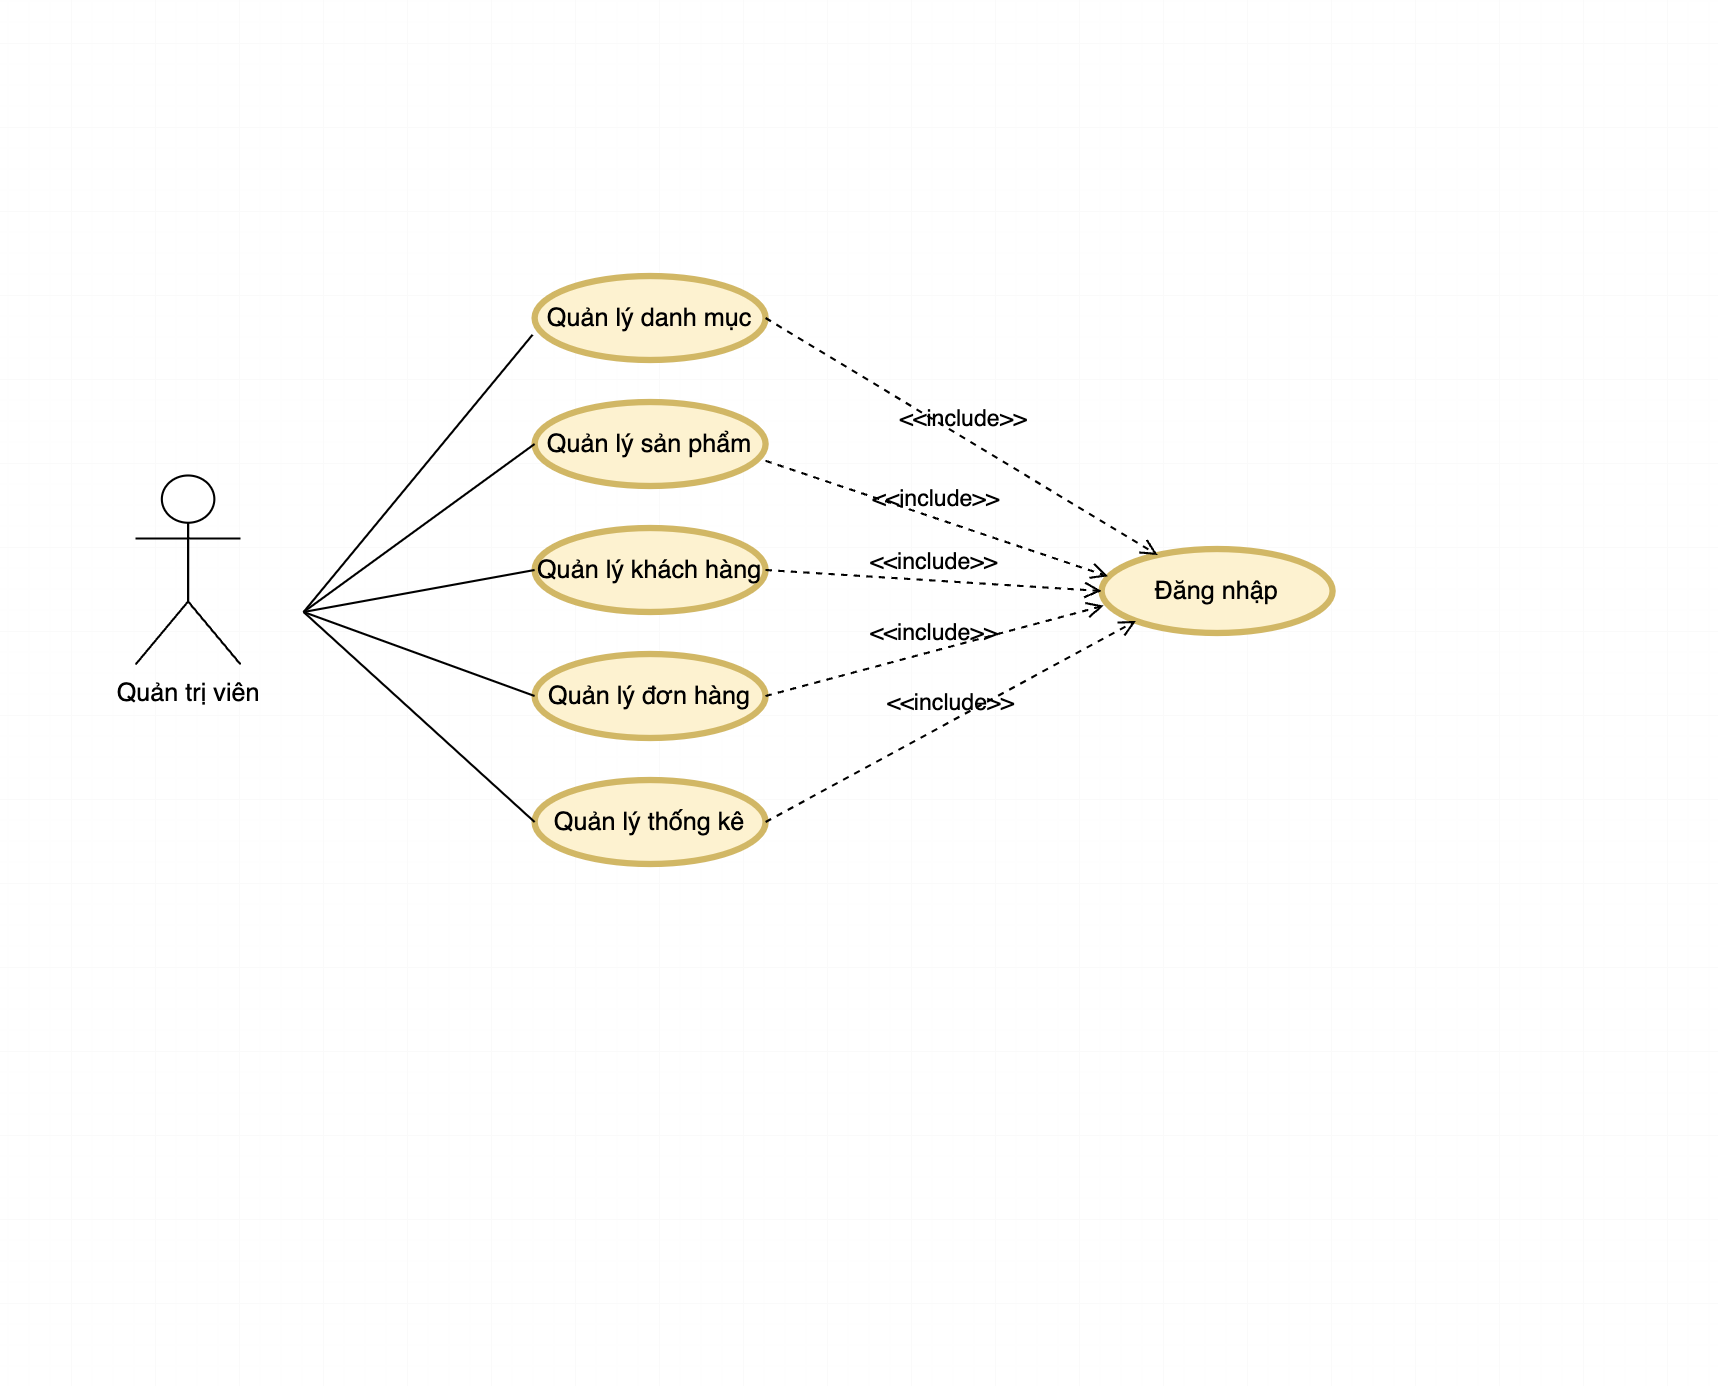 Quản lý danh mục
<<include>>
Quản lý sản phẩm
<<include>>
Quản lý khách hàng
<<include>>
Đăng nhập
<<include>>
Quản trị viên
Quản lý đơn hàng
<<include>>
Quản lý thống kê